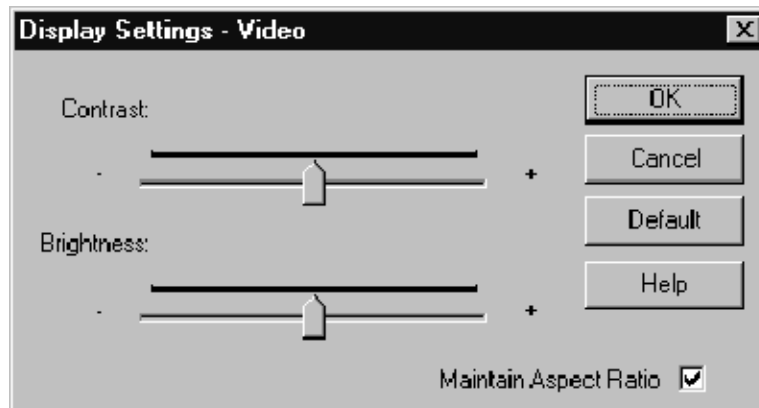 Display Settings - Video
OK
Contrast:
- +
Cancel
Default
Brightness:
Help
- +
Maintain Aspect Ratio